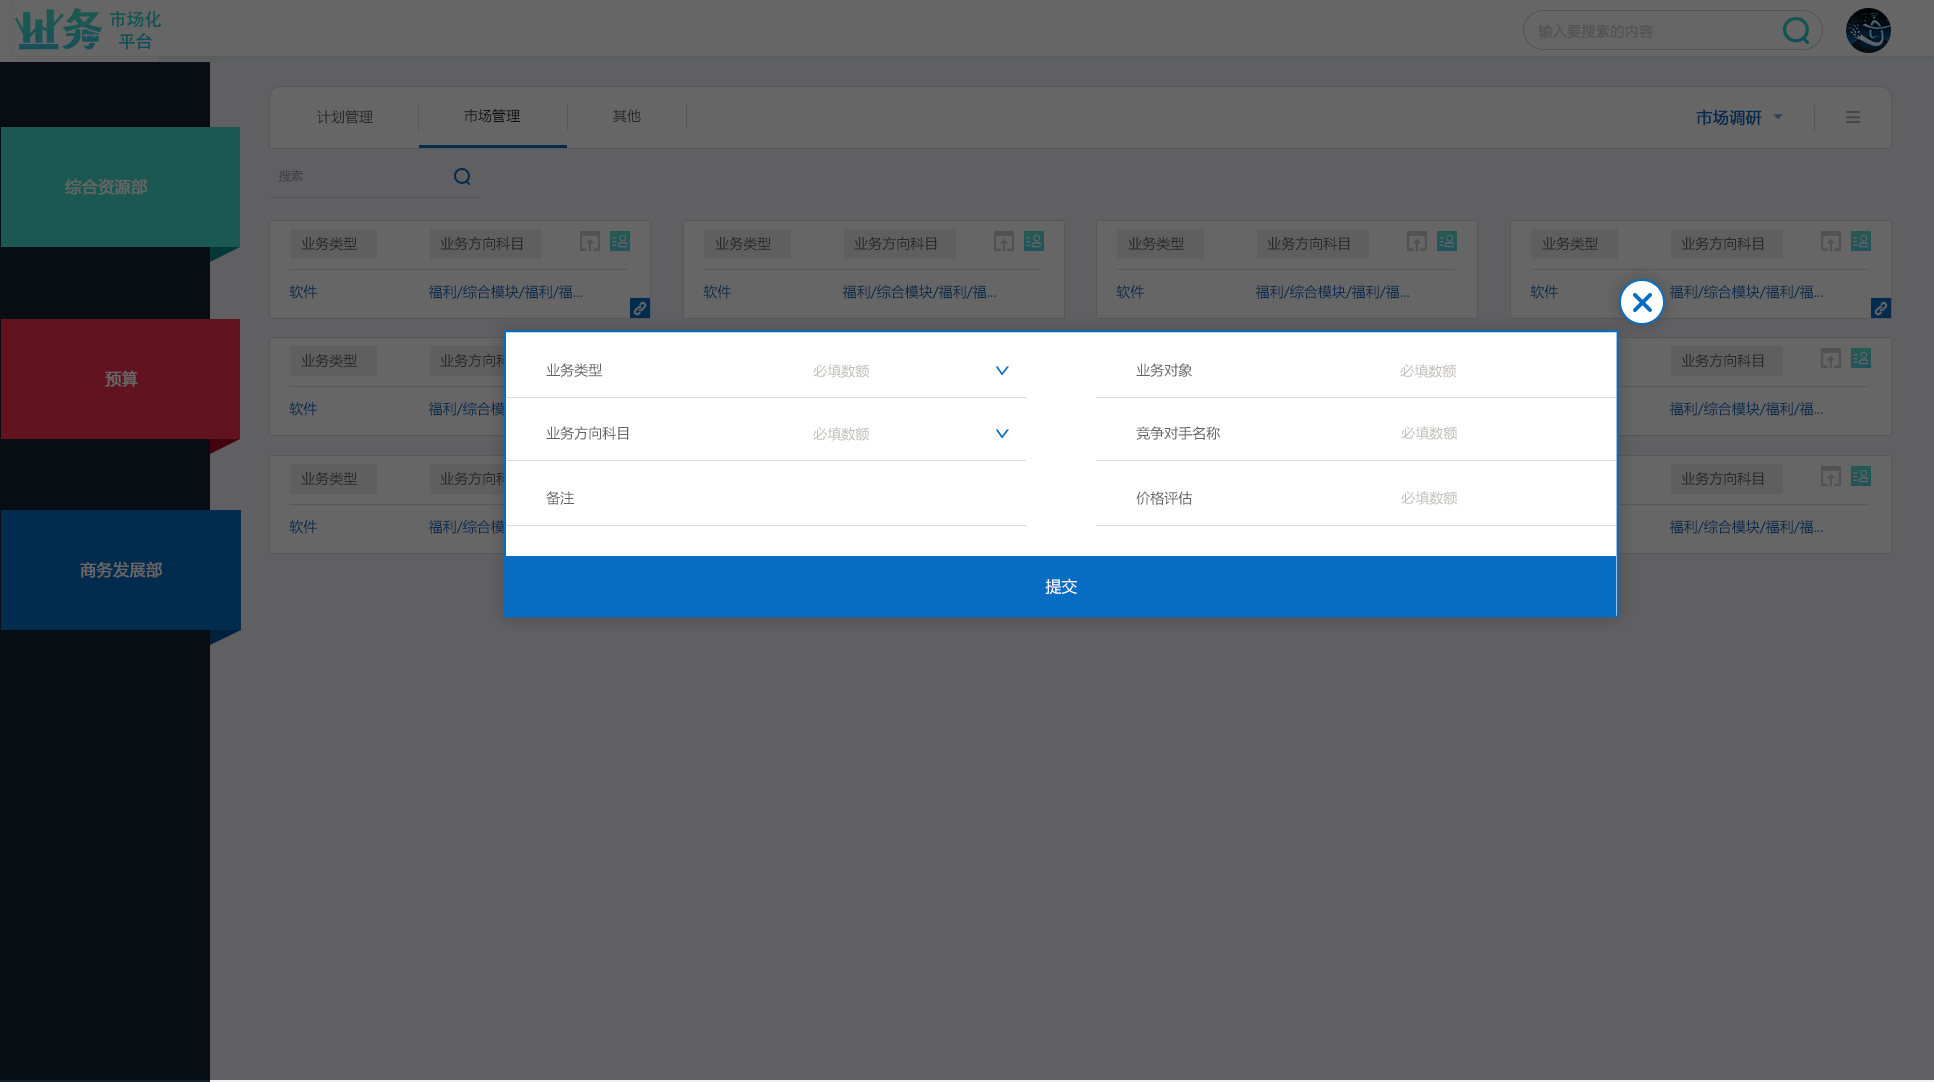 业务 市场化
平台
输入要搜索的内容
计划管理 市场管理 其他 市场调研
搜索
综合资源部
预算
商务发展部
业务类型 业务方向科目 业务类型 业务方向科目 业务类型 业务方向科目 业务类型 业务方向科目
软件 福利/综合模块/福利/福... 软件 福利/综合模块/福利/福... 软件 福利/综合模块/福利/福... 软件 福利/综合模块/福利/福...
业务类型 业务方向 业务方向科目
软件 福利/综合模 福利/综合模块/福利/福...
业务类型 业务方向 业务方向科目
软件 福利/综合模 福利/综合模块/福利/福...
业务类型 必填数额 业务对象 必填数额
业务方向科目 必填数额 竞争对手名称 必填数额
备注 价格评估 必填数额
提交